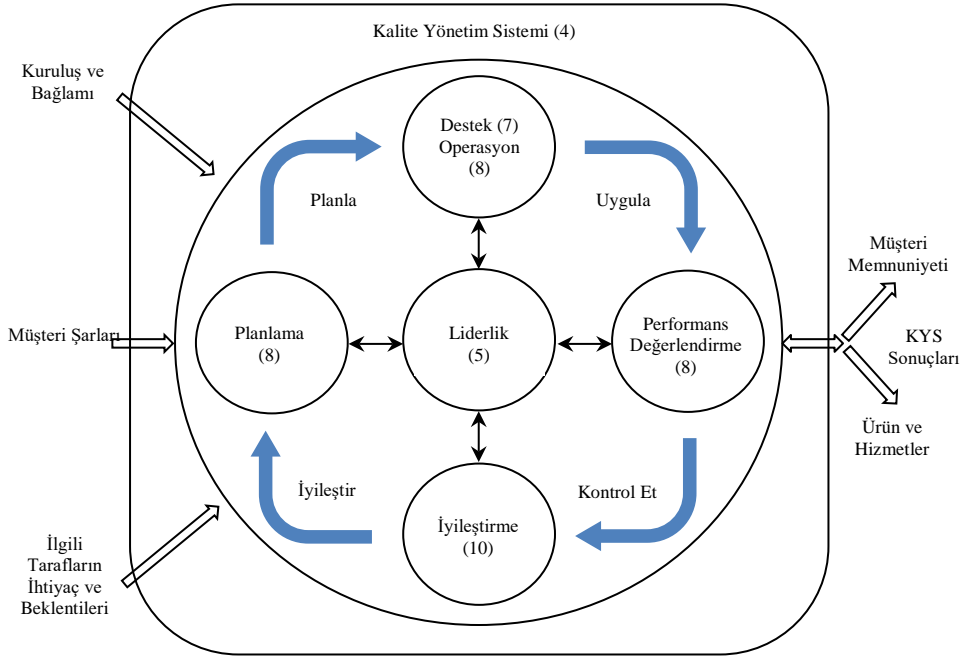 Kalite Yönetim Sistemi (4)
Kuruluş ve
Bağlamı
Destek (7)
Operasyon
(8)
Planla
Uygula
Müşteri
Memnuniyeti
Müşteri Şarları
Planlama
(8)
Liderlik
(5)
Performans
Değerlendirme
(8)
KYS
Sonuçları
Ürün ve
Hizmetler
İyileştir
Kontrol Et
İyileştirme
(10)
İlgili
Tarafların
İhtiyaç ve
Beklentileri